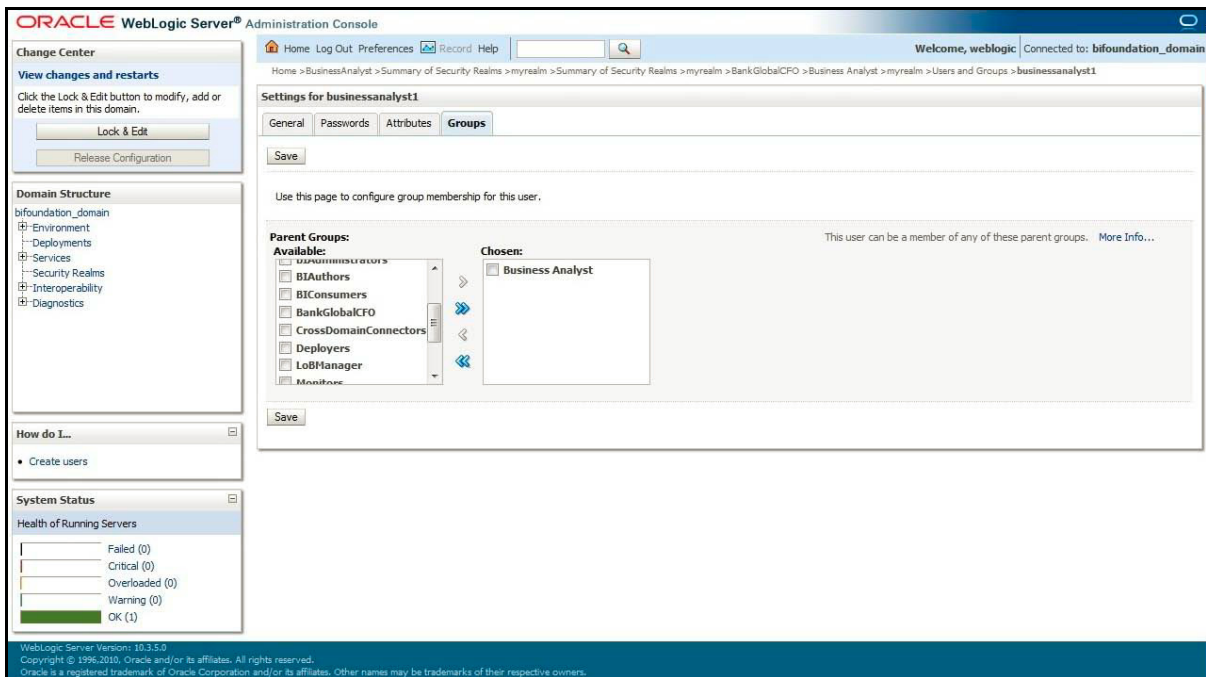 ORACLE WebLogic Server® Administration Console
Change Center
View changes and restarts
Click the Lock & Edit button to modify, add or
delete items in this domain.
Lock & Edit
Release Configuration
Domain Structure
bifoundation_domain
Environment
Deployments
Services
Security Realms
Interoperability
Diagnostics
How do I...
Create users
System Status
Health of Running Servers
Failed (0)
Critical (0)
Overloaded (0)
Warning (0)
OK (1)
Home Log Out Preferences Record Help
Welcome, weblogic Connected to: bifoundation_domain
Home >BusinessAnalyst >Summary of Security Realms >myrealm >Summary of Security Realms >myrealm >BankGlobalCFO >Business Analyst >myrealm >Users and Groups >businessanalyst1
Settings for businessanalyst1
General Passwords Attributes Groups
Save
Use this page to configure group membership for this user.
Parent Groups:
Available:
BIAdministrators
BIAuthors
BIConsumers
BankGlobalCFO
CrossDomainConnectors
Deployers
LoBManager
Monitors
Chosen:
Business Analyst
This user can be a member of any of these parent groups. More Info...
Save
WebLogic Server Version: 10.3.5.0
Copyright © 1996,2010, Oracle and/or its affiliates. All rights reserved.
Oracle is a registered trademark of Oracle Corporation and/or its affiliates. Other names may be trademarks of their respective owners.